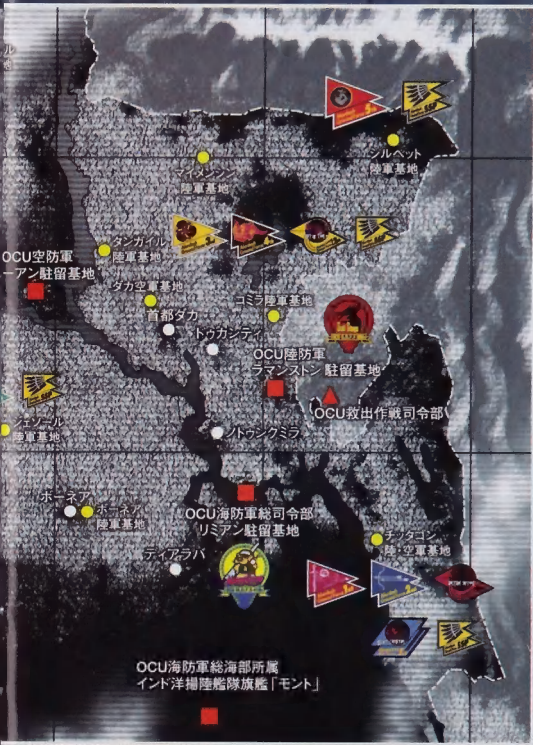 シルベット
陸軍基地
マイメンシン
陸軍基地
タンガイル
陸軍基地
OCU空防軍
ーアン駐留基地
ダカ空軍基地
首都ダカ
コミラ陸軍基地
トゥガンディ
OCU陸防軍
ラマンストン駐留基地
OCU救出作戦司令部
ジェソール
陸軍基地
ノトゥンクミラ
ボーネア
ボーネア
陸軍基地
OCU海防軍総司令部
リミアン駐留基地
チッタゴン
陸・空軍基地
ティアラバ
OCU海防軍総海部所属
インド洋揚陸艦隊旗艦「モント」